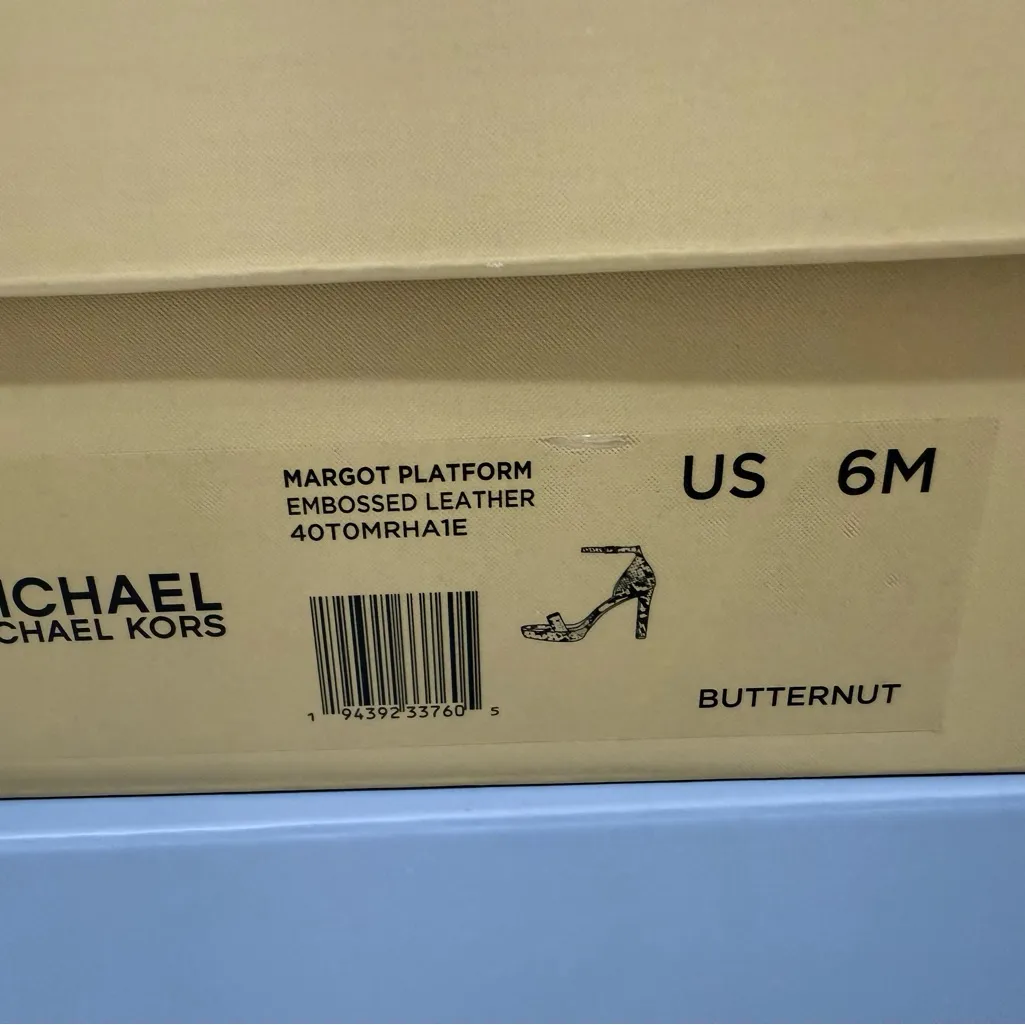 MARGOT PLATFORM
EMBOSSED LEATHER
40T0MRHA1E
US 6M
ICHAEL
CHAEL KORS
1 94392 33760 5
BUTTERNUT